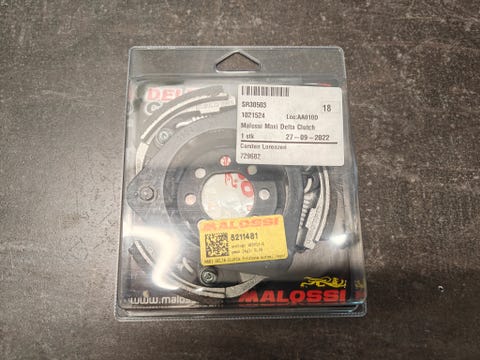 DELTA
SR30503
18
1021524 Loc:AA010D
Malossi Maxi Delta Clutch
1 stk 27-09-2022
Carsten Lorenzen
729682
MALOSSI
5211481
www.malossi
MALOSSI